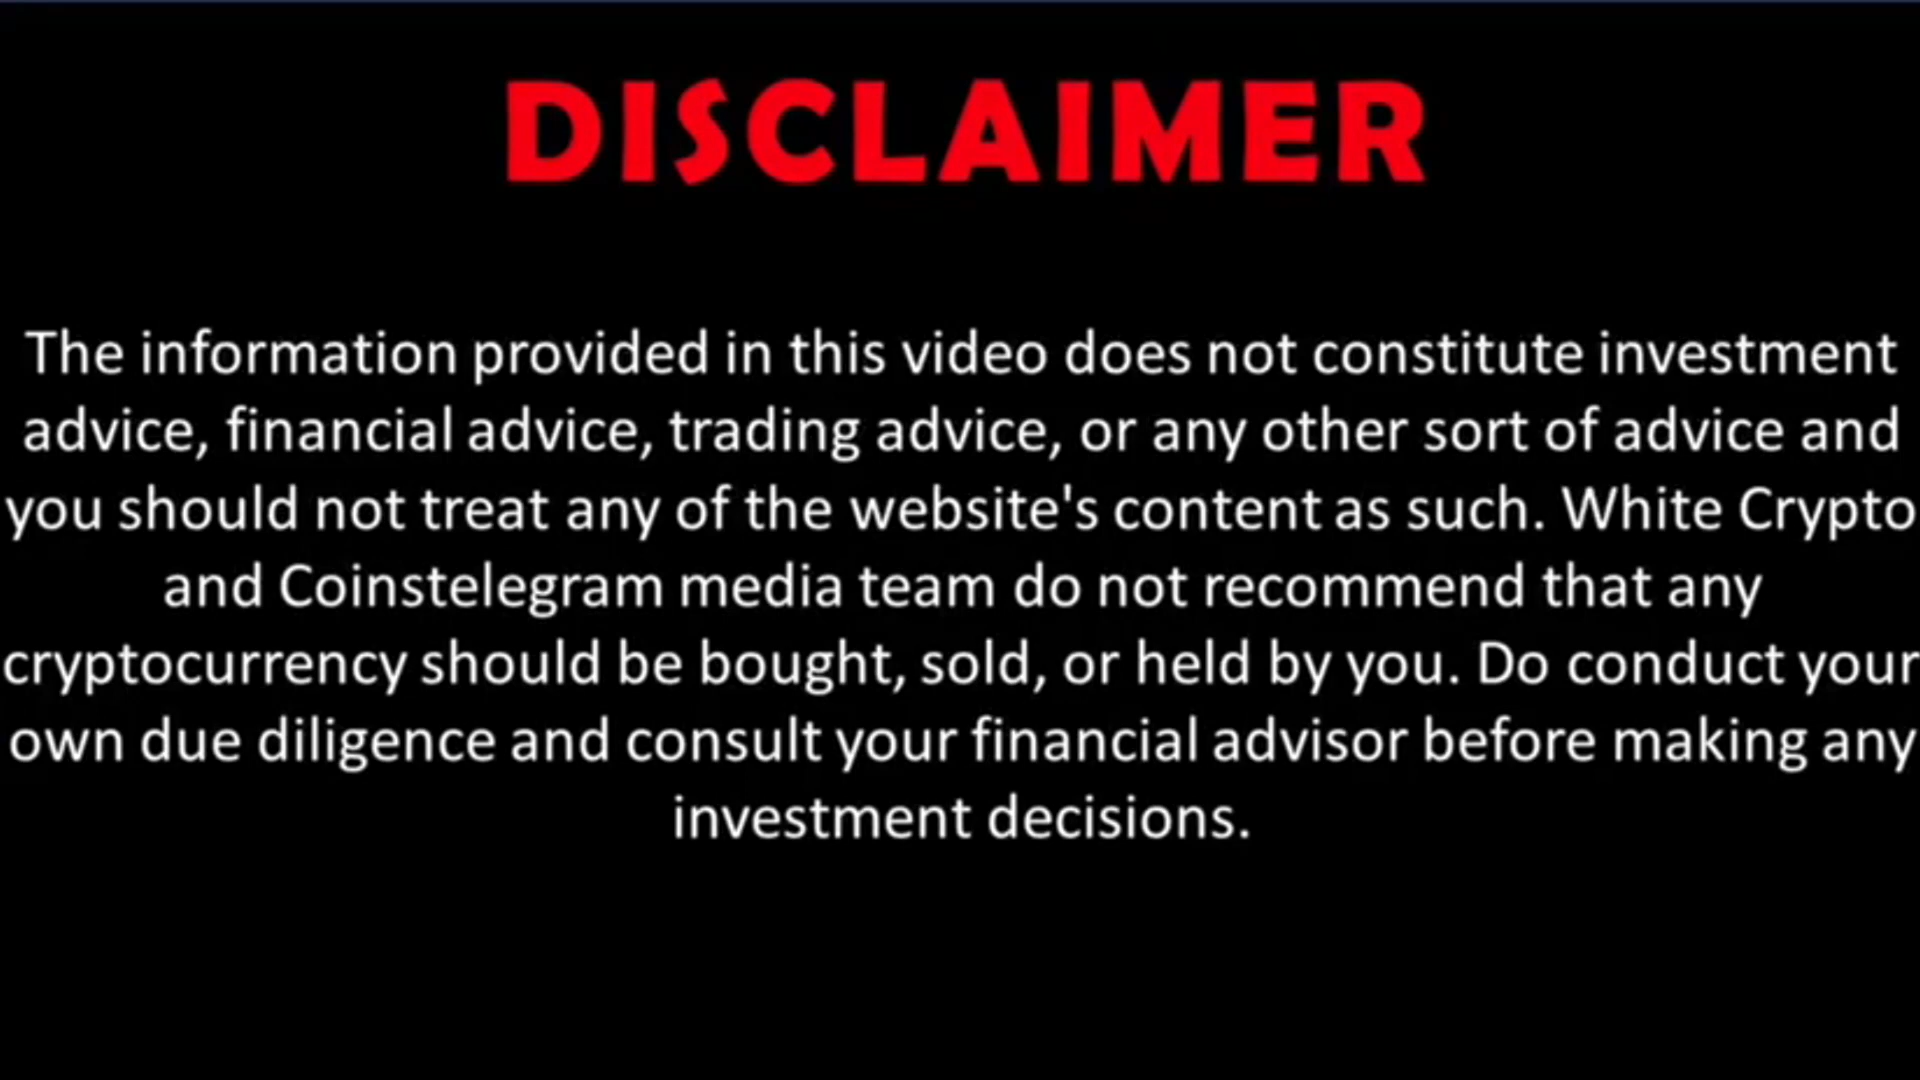 DISCLAIMER
The information provided in this video does not constitute investment
advice, financial advice, trading advice, or any other sort of advice and
you should not treat any of the website's content as such. White Crypto
and Coinstelegram media team do not recommend that any
cryptocurrency should be bought, sold, or held by you. Do conduct your
own due diligence and consult your financial advisor before making any
investment decisions.